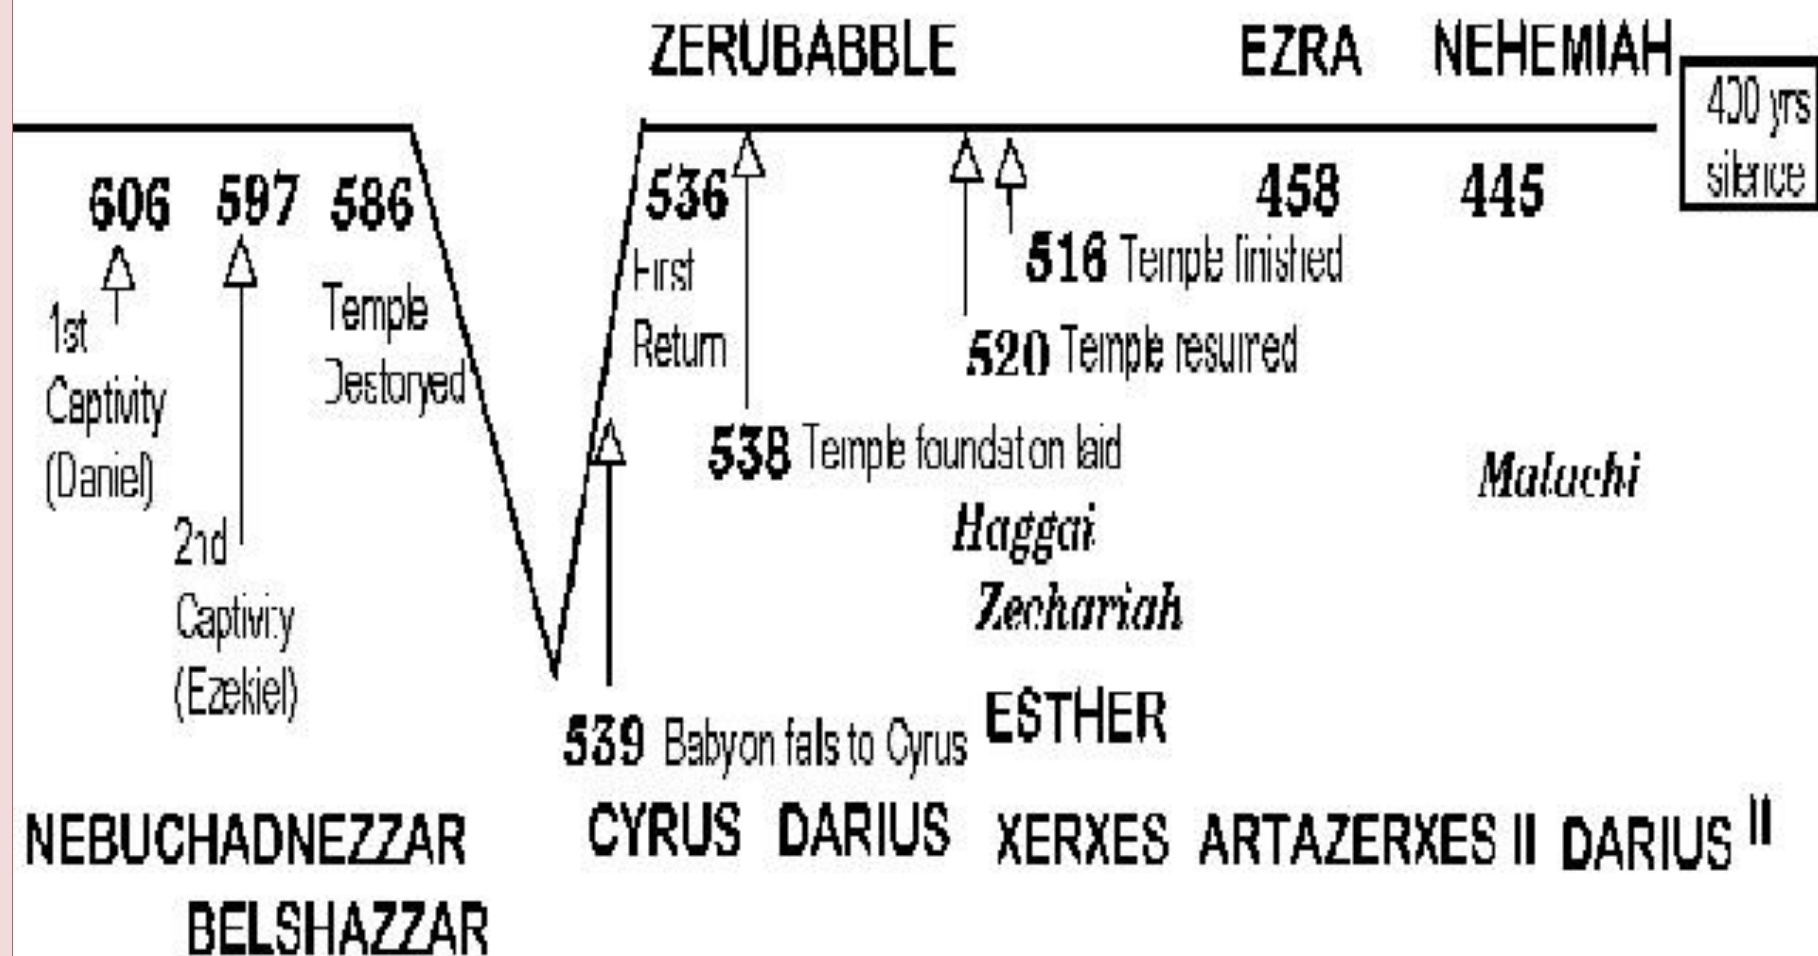 ZERUBABBLE EZRA NEHEMIAH
400 yrs
silence
606 597 586 536 458 445
1st
Captivity
(Daniel)
2nd
Captivity
(Ezekiel)
Temple
Destoryed
First
Return
516 Temple finished
520 Temple resumed
538 Temple foundation laid
Haggai
Zechariah
Malachi
ESTHER
539 Babyon falls to Cyrus
NEBUCHADNEZZAR CYRUS DARIUS XERXES ARTAZERXES II DARIUS II
BELSHAZZAR